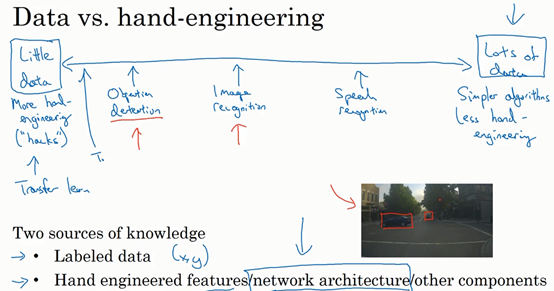 Data vs. hand-engineering
Little
data
Lots of
data
Object
detection
Image
recognition
Speech
recognition
More hand-
engineering
("hacks")
Simpler algorithms
Less hand-
engineering
T.
Transfer learn
Two sources of knowledge
• Labeled data (x,y)
• Hand engineered features/network architecture/other components